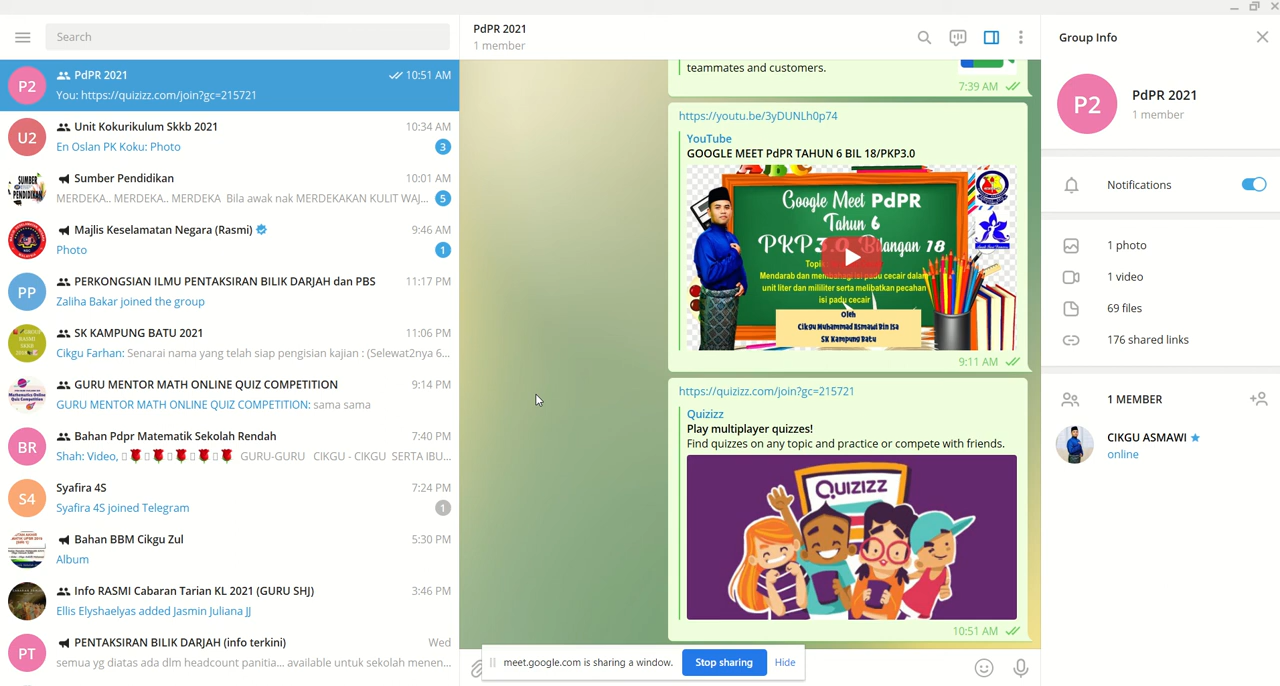 Search
P2
PdPR 2021
10:51 AM
You: https://quizizz.com/join?gc=215721
U2
Unit Kokurikulum Skkb 2021
10:34 AM
En Oslan PK Koku: Photo
3
SUMBER PENDIDIKAN
Sumber Pendidikan
10:01 AM
MERDEKA.. MERDEKA.. MERDEKA Bila awak nak MERDEKAKAN KULIT WAJ...
5
Majlis Keselamatan Negara (Rasmi)
9:46 AM
Photo
1
PP
PERKONGSIAN ILMU PENTAKSIRAN BILIK DARJAH dan PBS
11:17 PM
Zaliha Bakar joined the group
SK KAMPUNG BATU 2021
11:06 PM
Cikgu Farhan: Senarai nama yang telah siap pengisian kajian : (Selewat2nya 6...
GURU MENTOR MATH ONLINE QUIZ COMPETITION
9:14 PM
GURU MENTOR MATH ONLINE QUIZ COMPETITION: sama sama
BR
Bahan Pdpr Matematik Sekolah Rendah
7:40 PM
Shah: Video, GURU-GURU CIKGU - CIKGU SERTA IBU...
S4
Syafira 4S
7:24 PM
Syafira 4S joined Telegram
1
Bahan BBM Cikgu Zul
5:30 PM
Album
Info RASMI Cabaran Tarian KL 2021 (GURU SHJ)
3:46 PM
Ellis Elyshaelyas added Jasmin Juliana JJ
PT
PENTAKSIRAN BILIK DARJAH (info terkini)
Wed
semua yg diatas ada dlm headcount panitia... available untuk sekolah menen...
PdPR 2021
1 member
teammates and customers.
7:39 AM
https://youtu.be/3yDUNLh0p74
YouTube
GOOGLE MEET PdPR TAHUN 6 BIL 18/PKP3.0
Google Meet PdPR
Tahun 6
PKP3.0 Bilangan 18
Mendarab dan membahagi isi padu cecair dalam
unit liter dan mililiter serta melibatkan pecahan
isi padu cecair
Oleh
Cikgu Muhammad Asmawi Bin Isa
SK Kampung Batu
9:11 AM
https://quizizz.com/join?gc=215721
Quizizz
Play multiplayer quizzes!
Find quizzes on any topic and practice or compete with friends.
QUIZIZZ
10:51 AM
meet.google.com is sharing a window.
Stop sharing
Hide
Group Info
P2
PdPR 2021
1 member
Notifications
1 photo
1 video
69 files
176 shared links
1 MEMBER
CIKGU ASMAWI
online